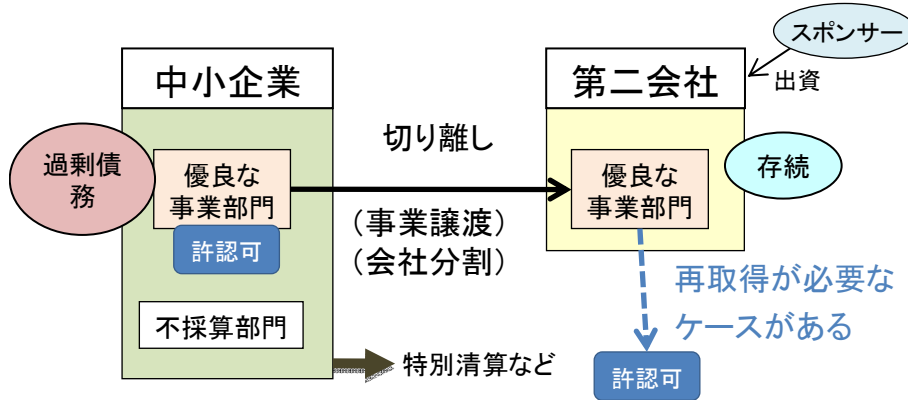 スポンサー
中小企業
第二会社
出資
切り離し
過剰債
務
優良な
事業部門
優良な
事業部門
存続
許認可
（事業譲渡）
（会社分割）
再取得が必要な
ケースがある
不採算部門
特別清算など
許認可